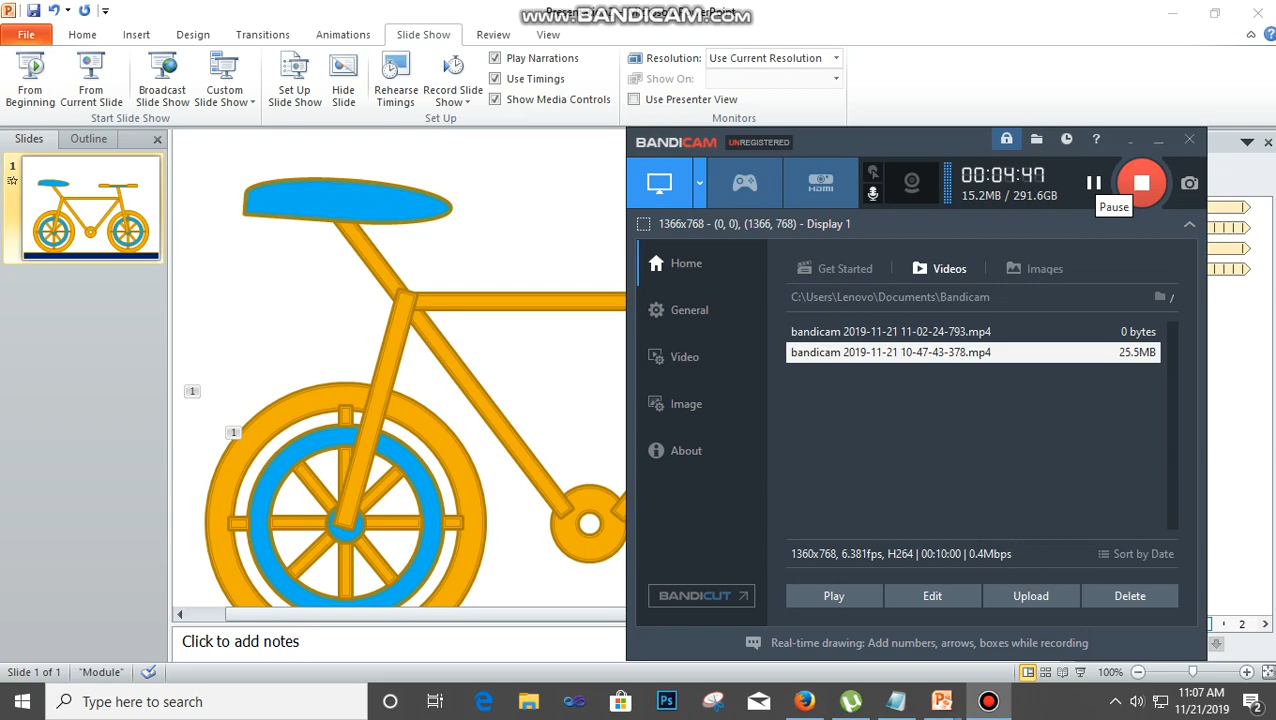 www.BANDICAM.com
File Home Insert Design Transitions Animations Slide Show Review View
From Beginning
From Current Slide
Broadcast Slide Show
Custom Slide Show
Set Up Slide Show
Hide Slide
Rehearse Timings
Record Slide Show
Play Narrations
Use Timings
Show Media Controls
Resolution: Use Current Resolution
Show On:
Use Presenter View
Start Slide Show
Set Up
Monitors
Slides Outline
1
1
1
BANDICAM UNREGISTERED
HDMI
00:04:47
15.2MB / 291.6GB
Pause
1366x768 - (0, 0), (1366, 768) - Display 1
Home
General
Video
Image
About
BANDICUT
Get Started Videos Images
C:\Users\Lenovo\Documents\Bandicam /
bandicam 2019-11-21 11-02-24-793.mp4 0 bytes
bandicam 2019-11-21 10-47-43-378.mp4 25.5MB
1360x768, 6.381fps, H264 | 00:10:00 | 0.4Mbps Sort by Date
Play Edit Upload Delete
Real-time drawing: Add numbers, arrows, boxes while recording
2
Click to add notes
Slide 1 of 1 "Module" 100%
Type here to search
Ps
11:07 AM
11/21/2019
2